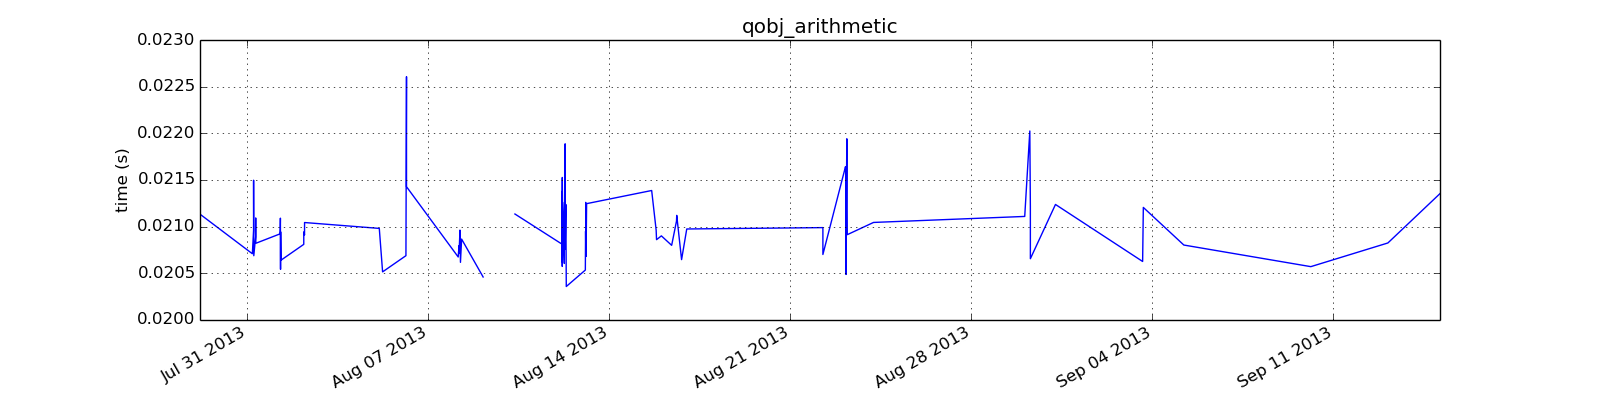 qobj_arithmetic
0.0230
0.0225
0.0220
0.0215
0.0210
0.0205
0.0200
time (s)
Jul 31 2013
Aug 07 2013
Aug 14 2013
Aug 21 2013
Aug 28 2013
Sep 04 2013
Sep 11 2013